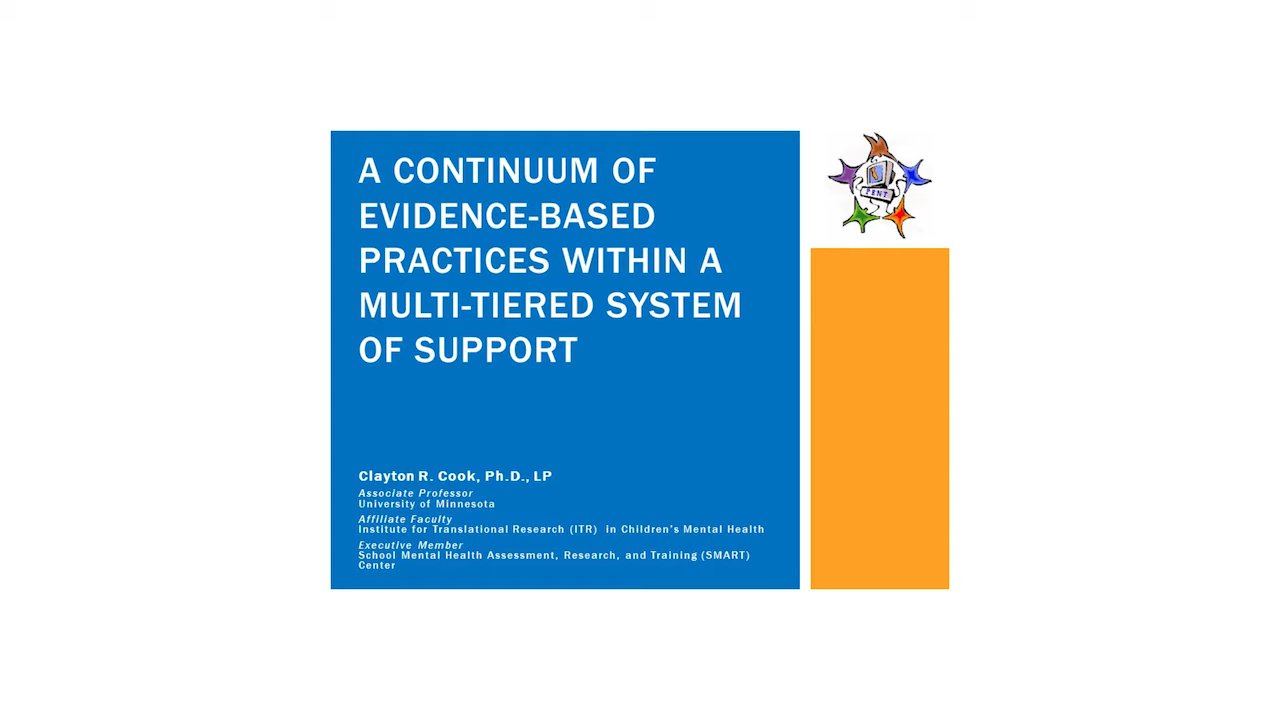 A CONTINUUM OF
EVIDENCE-BASED
PRACTICES WITHIN A
MULTI-TIERED SYSTEM
OF SUPPORT
PENT
Clayton R. Cook, Ph.D., LP
Associate Professor
University of Minnesota
Affiliate Faculty
Institute for Translational Research (ITR)  in Children's Mental Health
Executive Member
School Mental Health Assessment, Research, and Training (SMART)
Center